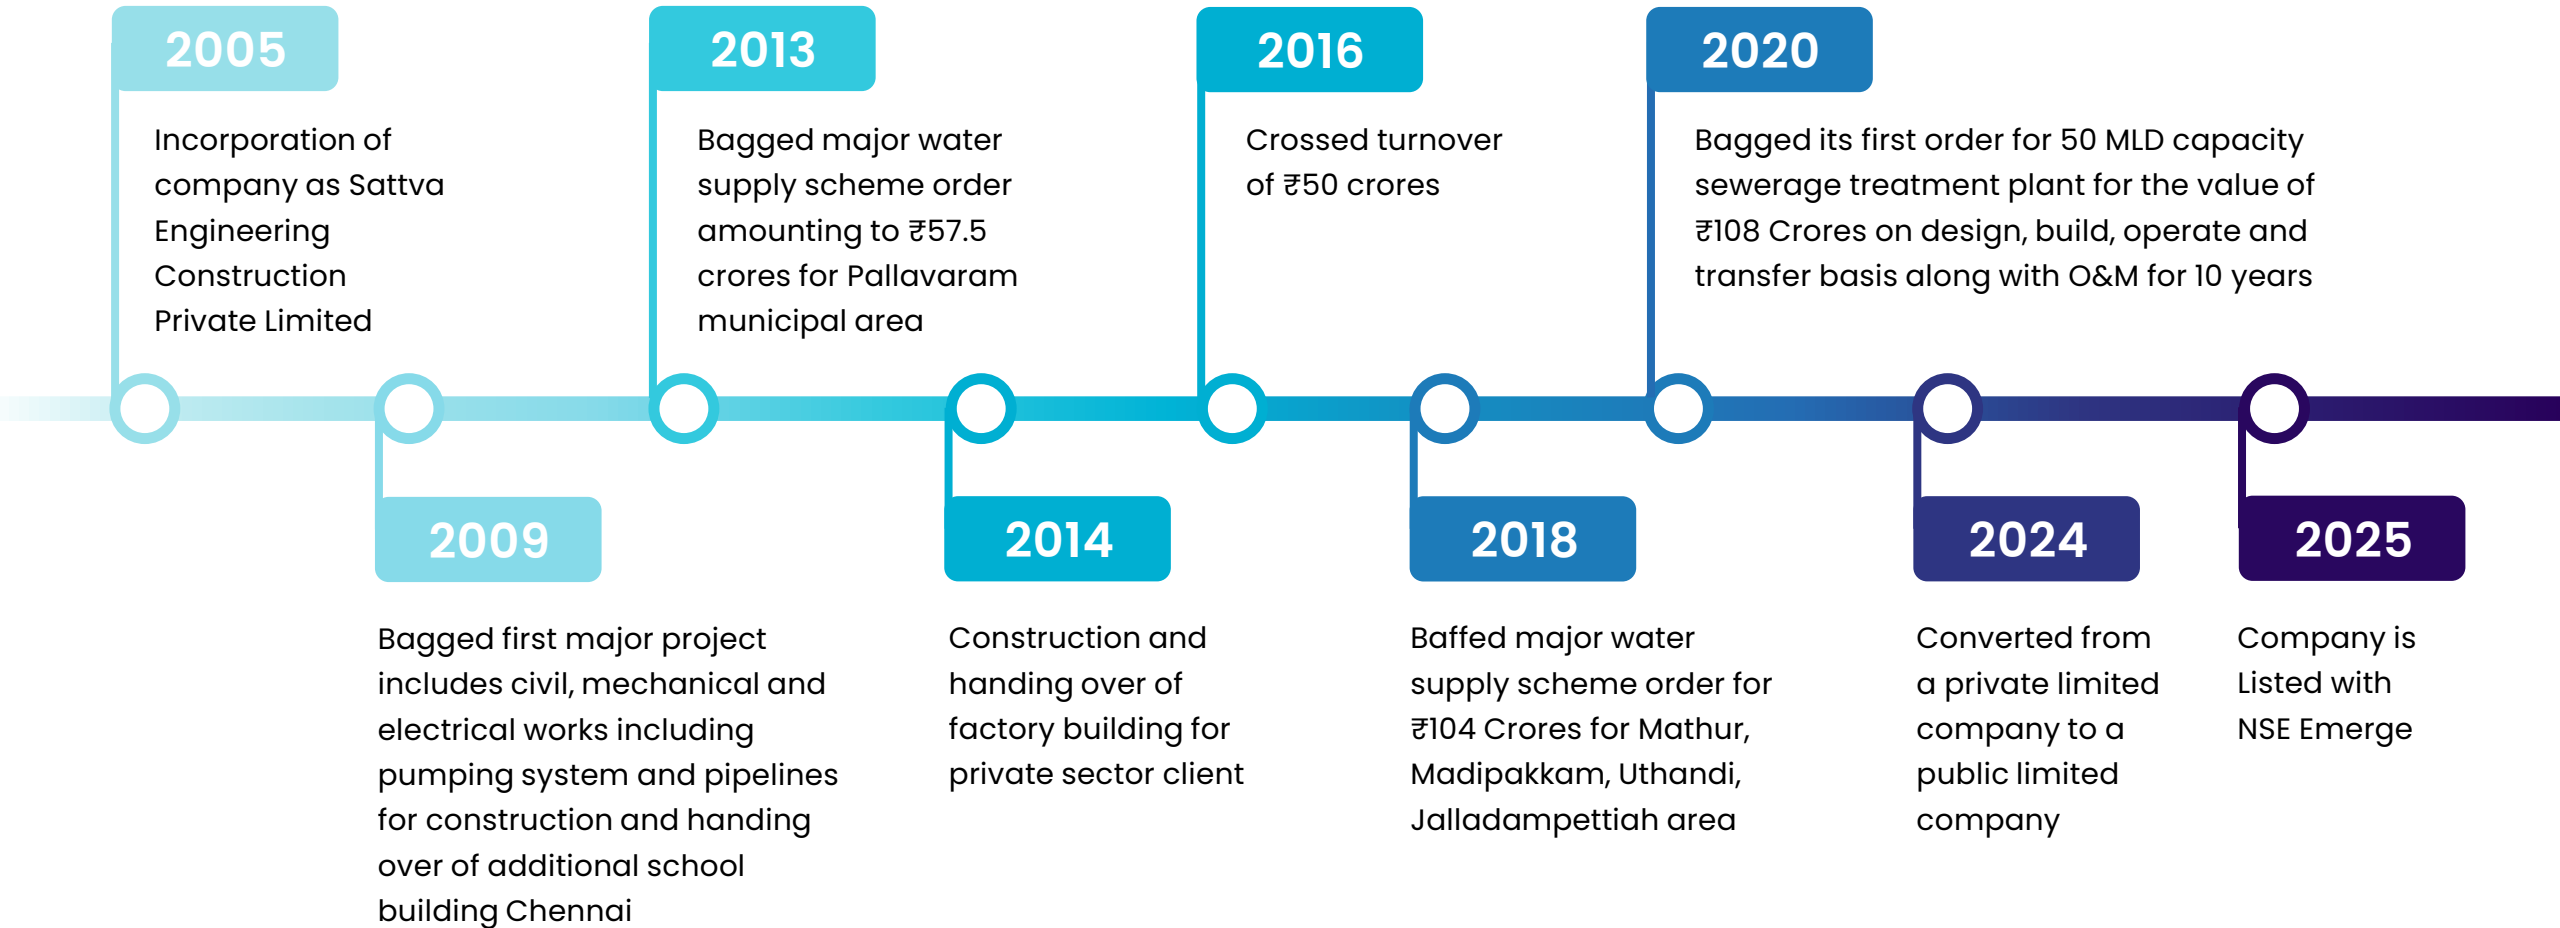 2005
Incorporation of
company as Sattva
Engineering
Construction
Private Limited
2009
Bagged first major project
includes civil, mechanical and
electrical works including
pumping system and pipelines
for construction and handing
over of additional school
building Chennai
2013
Bagged major water
supply scheme order
amounting to ₹57.5
crores for Pallavaram
municipal area
2014
Construction and
handing over of
factory building for
private sector client
2016
Crossed turnover
of ₹50 crores
2018
Baffed major water
supply scheme order for
₹104 Crores for Mathur,
Madipakkam, Uthandi,
Jalladampettiah area
2020
Bagged its first order for 50 MLD capacity
sewerage treatment plant for the value of
₹108 Crores on design, build, operate and
transfer basis along with O&M for 10 years
2024
Converted from
a private limited
company to a
public limited
company
2025
Company is
Listed with
NSE Emerge